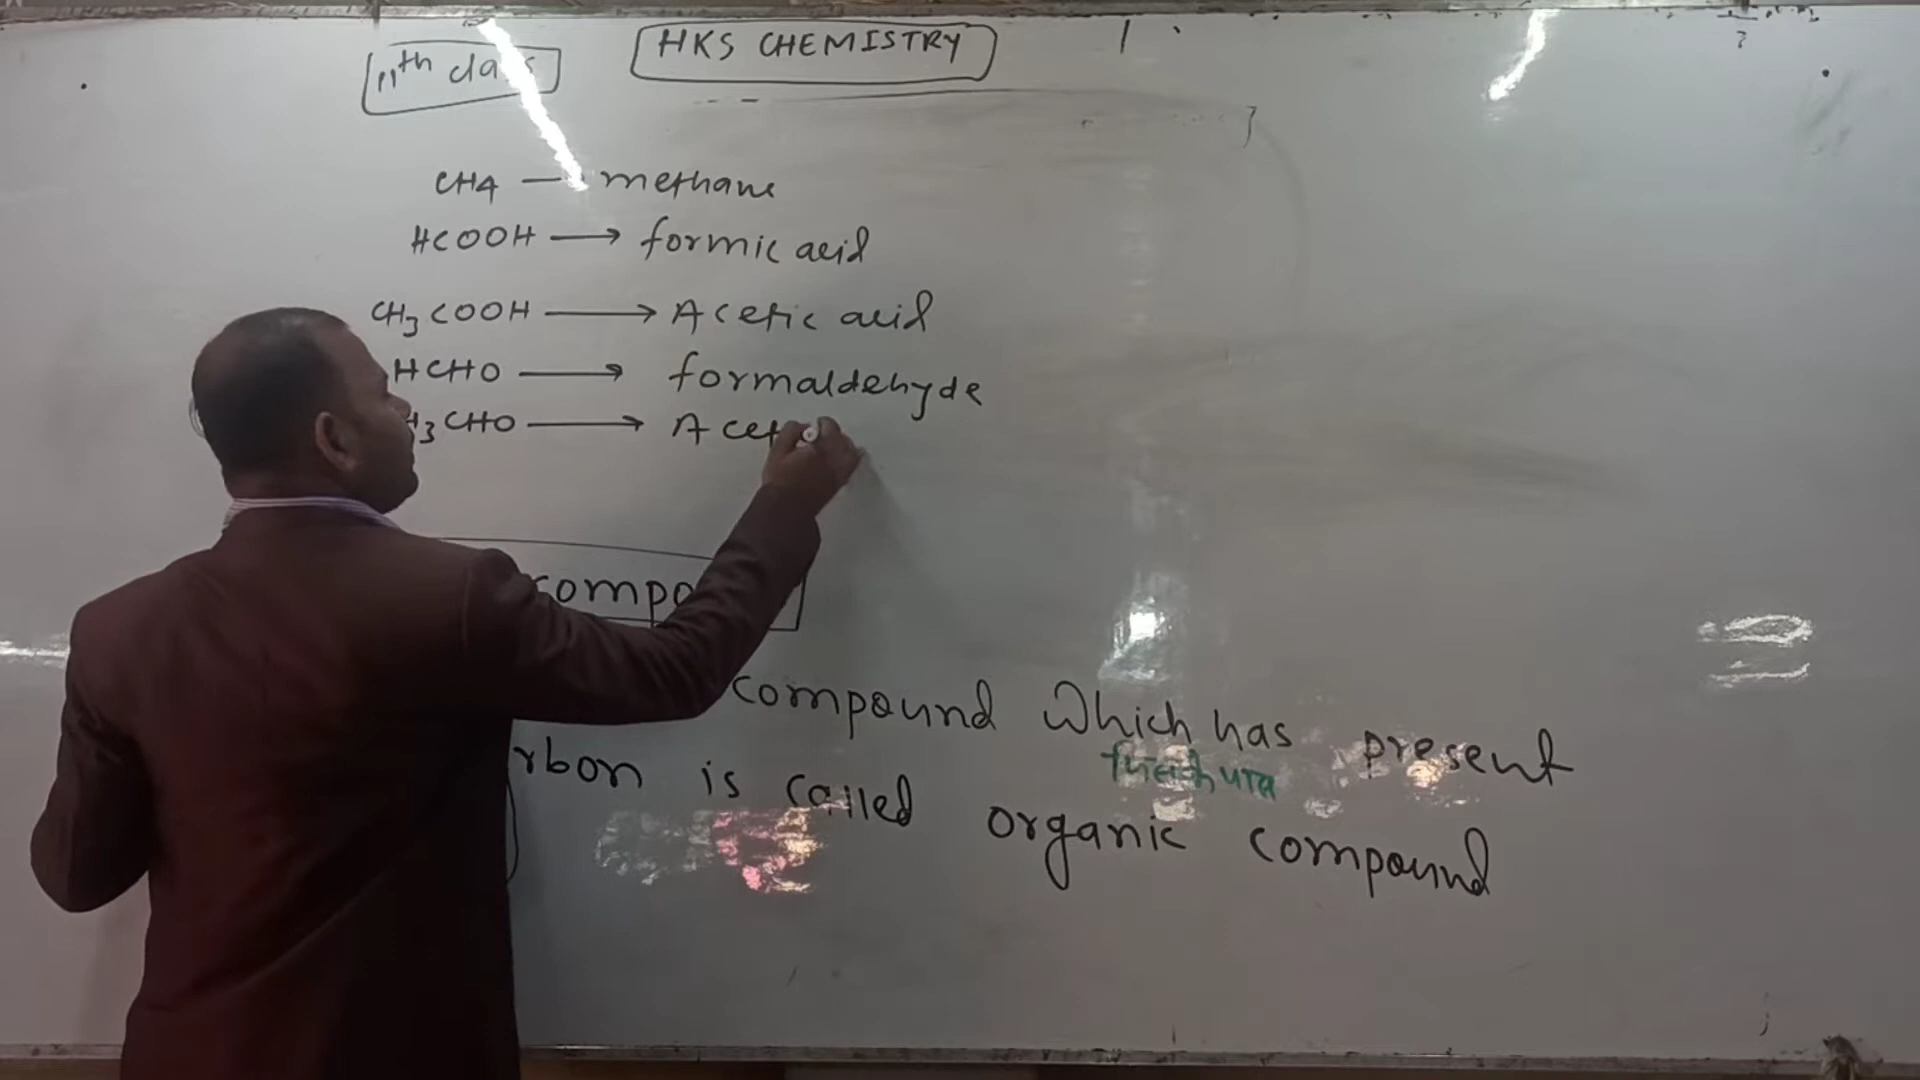 11th class
HKS CHEMISTRY
CH4 — methane
HCOOH → formic acid
CH3COOH → Acetic acid
HCHO → formaldehyde
H3CHO → Acet
compo
compound which has present
rbon is called organic compound